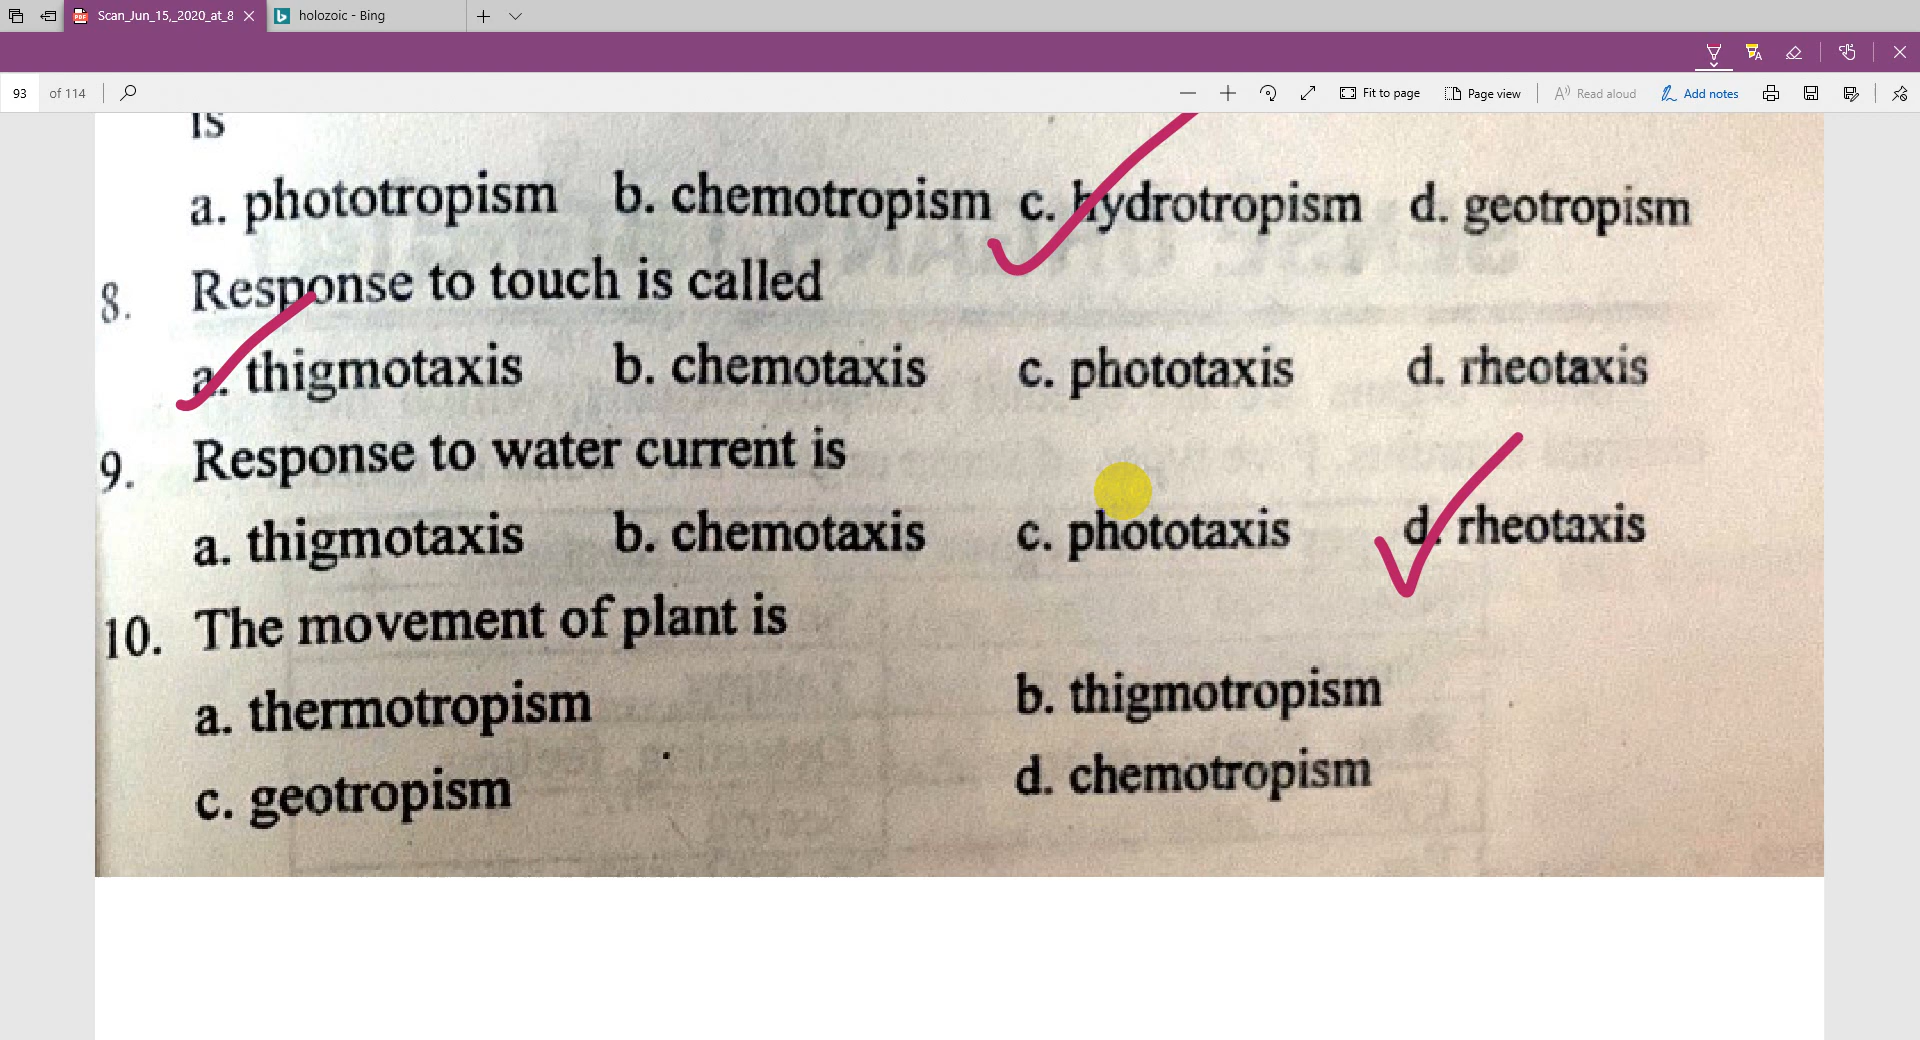 Scan_Jun_15,_2020_at_8
holozoic - Bing
93 of 114
Fit to page
Page view
Read aloud
Add notes
is
a. phototropism b. chemotropism c. hydrotropism d. geotropism
8. Response to touch is called
a. thigmotaxis b. chemotaxis c. phototaxis d. rheotaxis
9. Response to water current is
a. thigmotaxis b. chemotaxis c. phototaxis d. rheotaxis
10. The movement of plant is
a. thermotropism b. thigmotropism
c. geotropism d. chemotropism